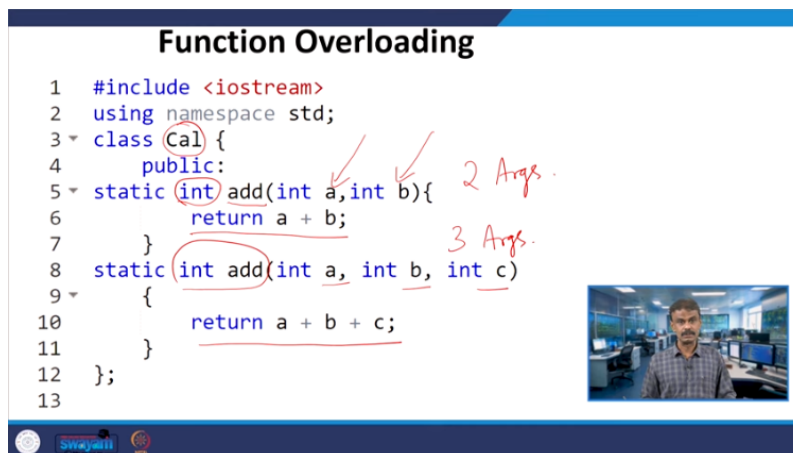 Function Overloading
1 #include <iostream>
2 using namespace std;
3 class Cal {
4 public:
5 static int add(int a,int b){ 2 Args.
6 return a + b;
7 } 3 Args.
8 static int add(int a, int b, int c)
9 {
10 return a + b + c;
11 }
12 };
13
swayam